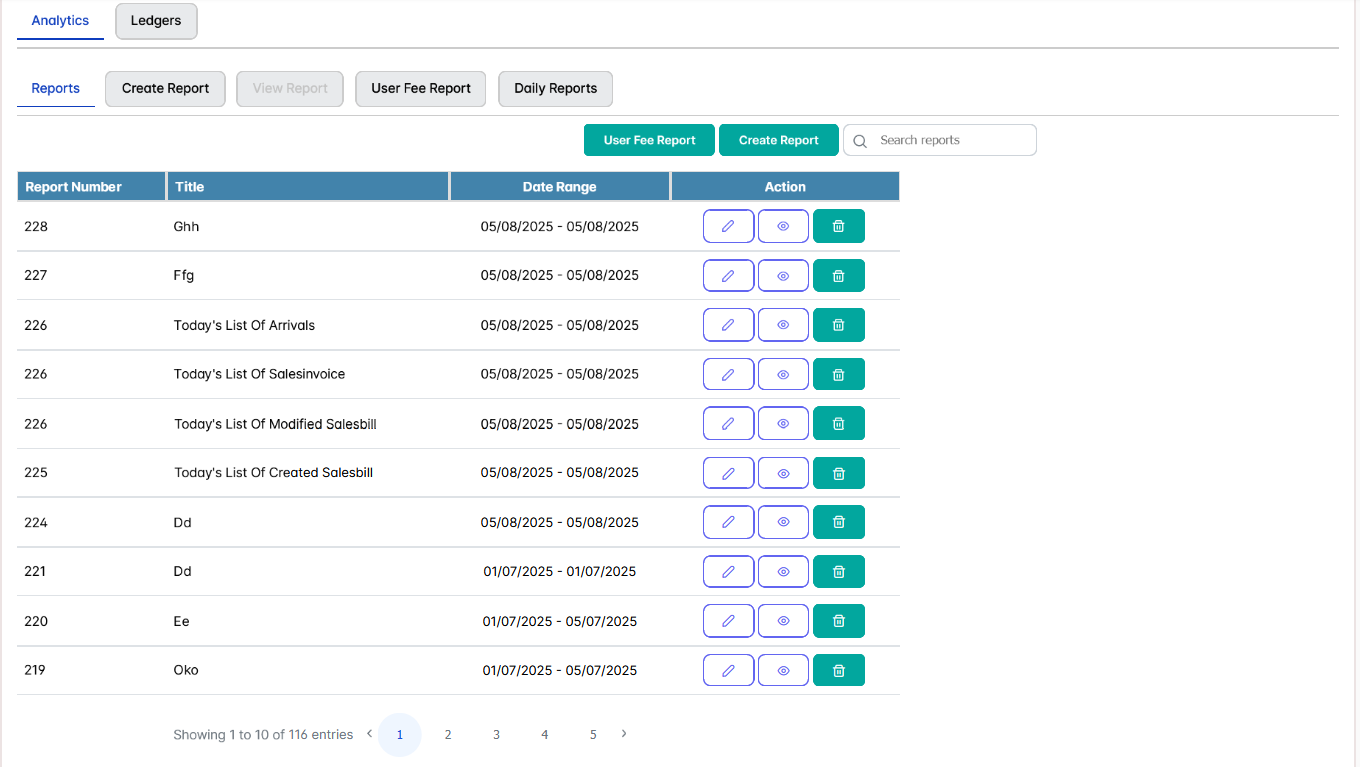 Analytics Ledgers
Reports Create Report View Report User Fee Report Daily Reports
User Fee Report Create Report Search reports
Report Number Title Date Range Action
228 Ghh 05/08/2025 - 05/08/2025
227 Ffg 05/08/2025 - 05/08/2025
226 Today's List Of Arrivals 05/08/2025 - 05/08/2025
226 Today's List Of Salesinvoice 05/08/2025 - 05/08/2025
226 Today's List Of Modified Salesbill 05/08/2025 - 05/08/2025
225 Today's List Of Created Salesbill 05/08/2025 - 05/08/2025
224 Dd 05/08/2025 - 05/08/2025
221 Dd 01/07/2025 - 01/07/2025
220 Ee 01/07/2025 - 05/07/2025
219 Oko 01/07/2025 - 05/07/2025
Showing 1 to 10 of 116 entries 1 2 3 4 5